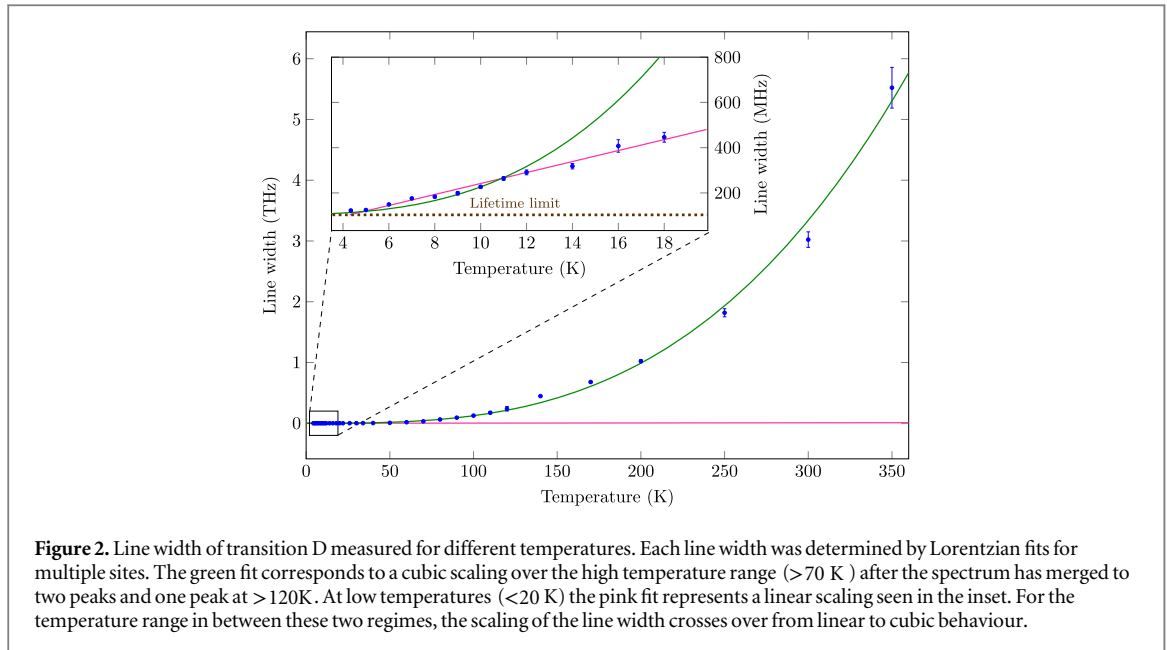 6
5
4
3
2
1
0
Line width (THz)
0 50 100 150 200 250 300 350
Temperature (K)
800
600
400
200
Line width (MHz)
Lifetime limit
4 6 8 10 12 14 16 18
Temperature (K)
Figure 2. Line width of transition D measured for different temperatures. Each line width was determined by Lorentzian fits for
multiple sites. The green fit corresponds to a cubic scaling over the high temperature range (>70 K ) after the spectrum has merged to
two peaks and one peak at >120K. At low temperatures (<20 K) the pink fit represents a linear scaling seen in the inset. For the
temperature range in between these two regimes, the scaling of the line width crosses over from linear to cubic behaviour.